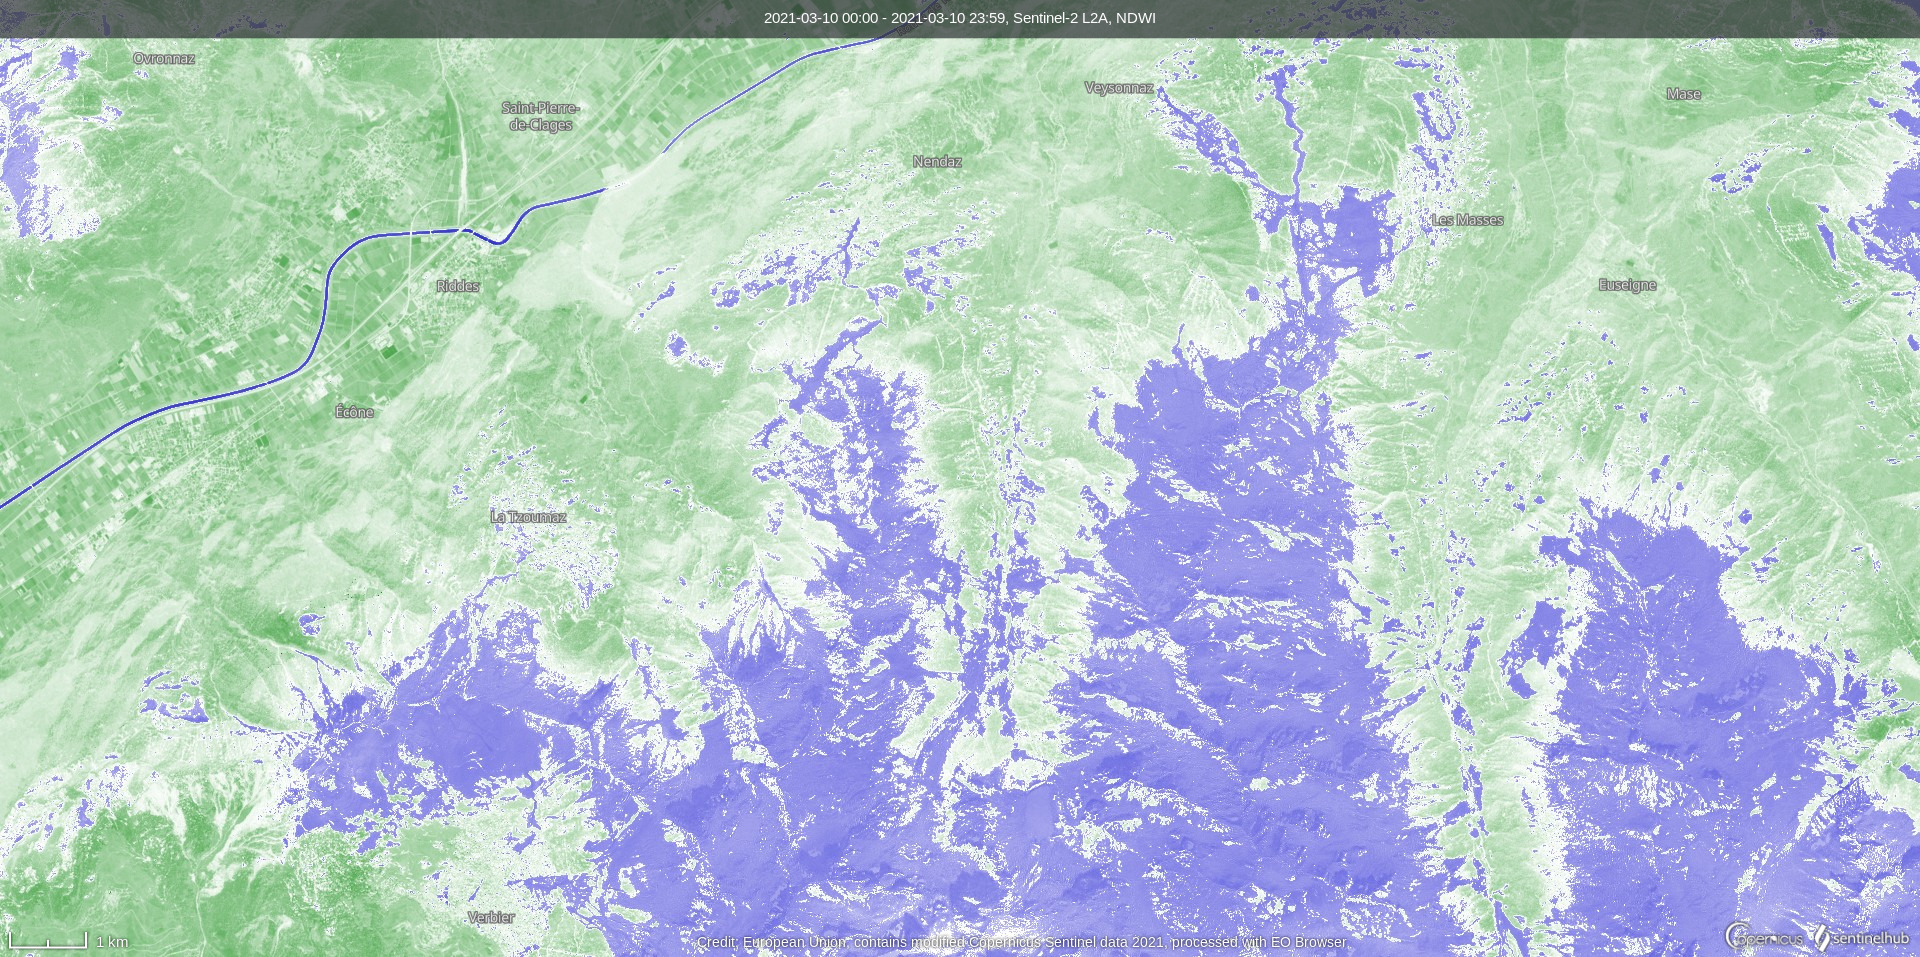 2021-03-10 00:00 - 2021-03-10 23:59, Sentinel-2 L2A, NDWI
Ovronnaz
Saint-Pierre-
de-Clages
Veysonnaz
Mase
Nendaz
Les Masses
Riddes
Euseigne
Écône
La Tzoumaz
Verbier
1 km
Credit: European Union, contains modified Copernicus Sentinel data 2021, processed with EO Browser
opernicus
sentinelhub